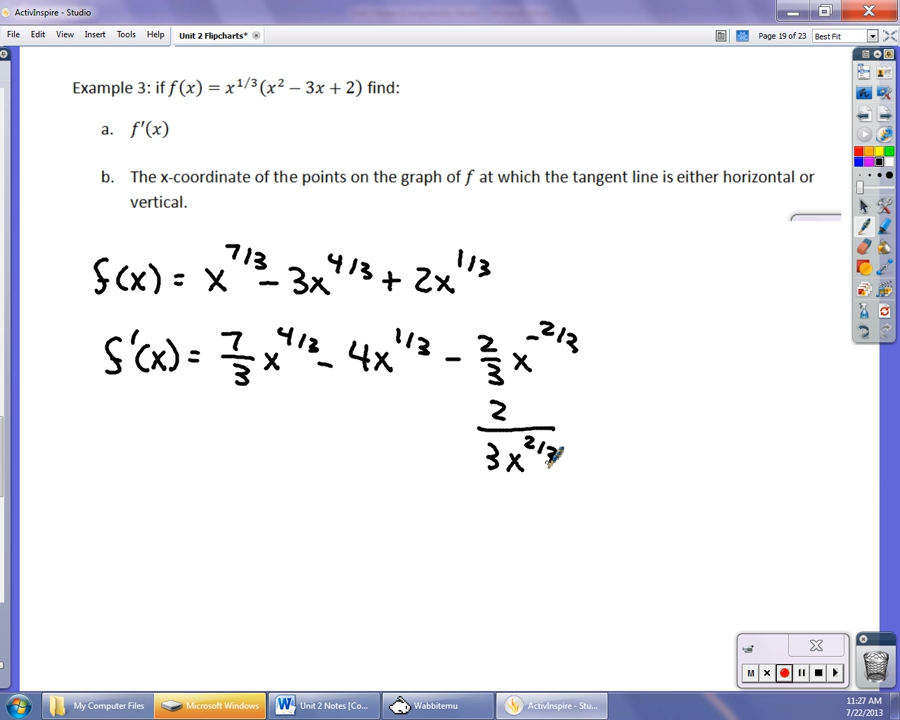 ActivInspire - Studio
File Edit View Insert Tools Help Unit 2 Flipcharts* Page 19 of 23 Best Fit
Example 3: if f(x) = x^{1/3}(x² − 3x + 2) find:
a. f′(x)
b. The x-coordinate of the points on the graph of f at which the tangent line is either horizontal or
vertical.
f(x) = x^{7/3} − 3x^{4/3} + 2x^{1/3}
f′(x) = 7/3 x^{4/3} − 4x^{1/3} − 2/3 x^{−2/3}
2
3x^{2/3}
M
My Computer Files Microsoft Windows Unit 2 Notes [Co... Wabbitemu ActivInspire - Stu... 11:27 AM
7/22/2013